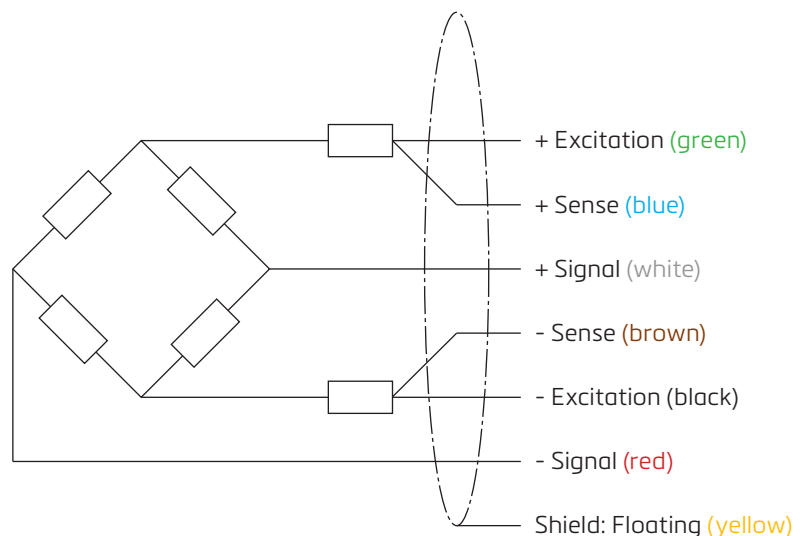 + Excitation (green)
+ Sense (blue)
+ Signal (white)
- Sense (brown)
- Excitation (black)
- Signal (red)
Shield: Floating (yellow)